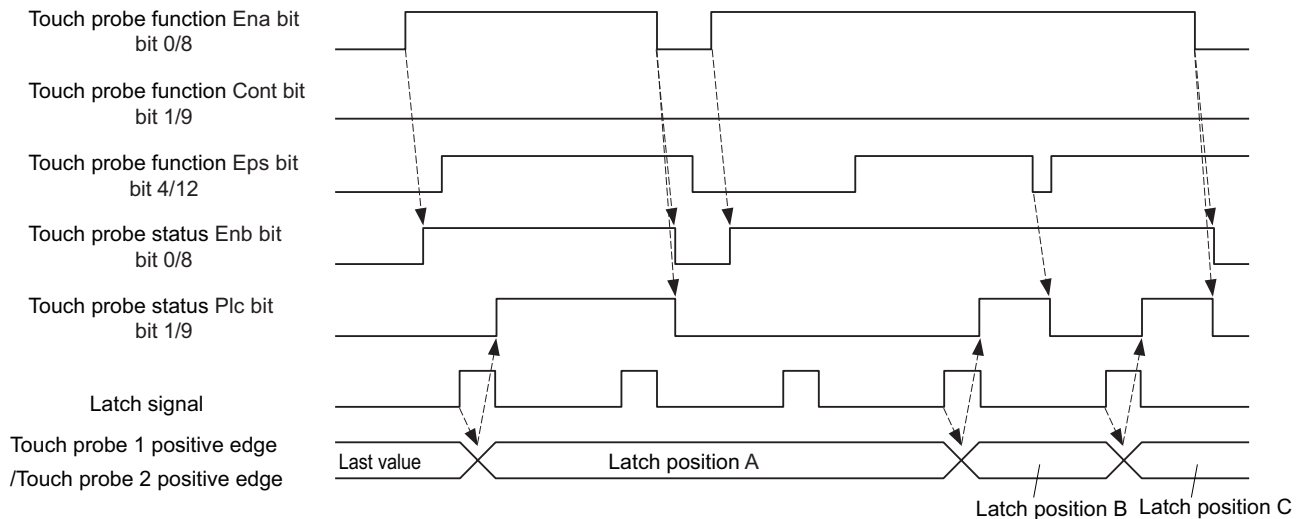 Touch probe function Ena bit
bit 0/8
Touch probe function Cont bit
bit 1/9
Touch probe function Eps bit
bit 4/12
Touch probe status Enb bit
bit 0/8
Touch probe status Plc bit
bit 1/9
Latch signal
Touch probe 1 positive edge
/Touch probe 2 positive edge
Last value
Latch position A
Latch position B
Latch position C